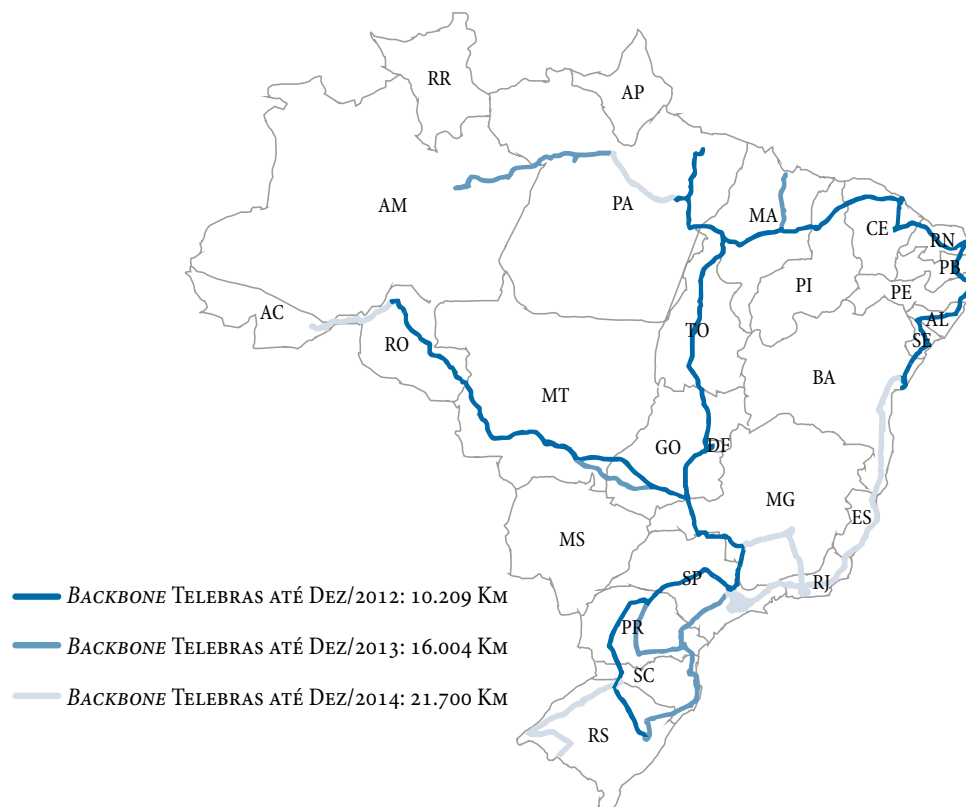 RR
AP
AM
PA
MA
CE
RN
PB
PI
PE
AC
AL
TO
SE
RO
BA
MT
GO
DF
MG
ES
MS
SP
RJ
Backbone Telebras até Dez/2012: 10.209 Km
PR
Backbone Telebras até Dez/2013: 16.004 Km
SC
Backbone Telebras até Dez/2014: 21.700 Km
RS